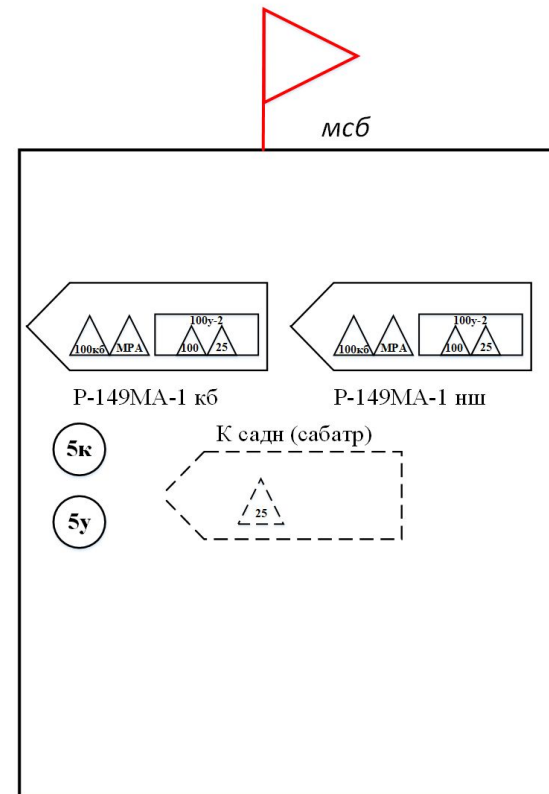 мсб
100у-2
100кб МРА 100 25
100у-2
100кб МРА 100 25
Р-149МА-1 кб
Р-149МА-1 нш
5к
К садн (сабатр)
25
5у